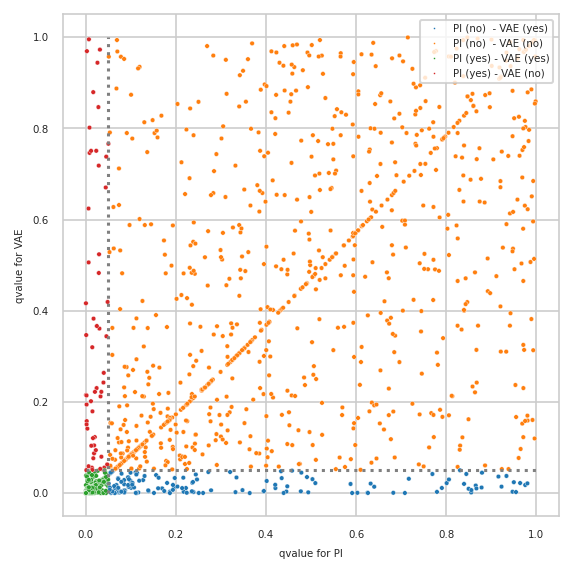 1.0
0.8
0.6
0.4
0.2
0.0
qvalue for VAE
PI (no)  - VAE (yes)
PI (no)  - VAE (no)
PI (yes) - VAE (yes)
PI (yes) - VAE (no)
0.0 0.2 0.4 0.6 0.8 1.0
qvalue for PI